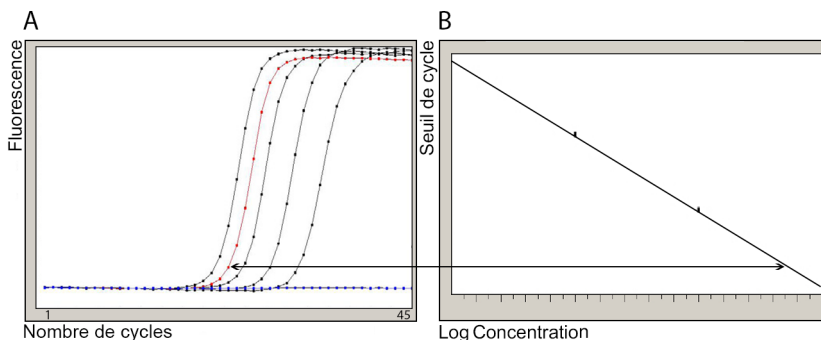 A
Fluorescence
1
45
Nombre de cycles
B
Seuil de cycle
Log Concentration